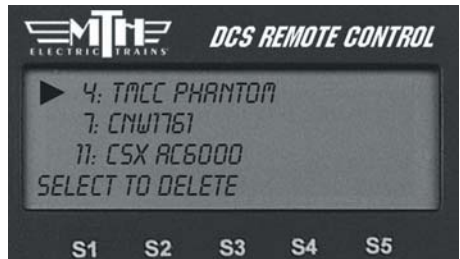 MTH
ELECTRIC TRAINS
DCS REMOTE CONTROL
4: TMCC PHANTOM
7: CNW1761
11: CSX AC6000
SELECT TO DELETE
S1 S2 S3 S4 S5